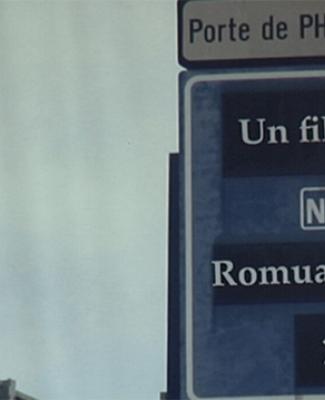 Porte de PH
Un fil
N
Romua